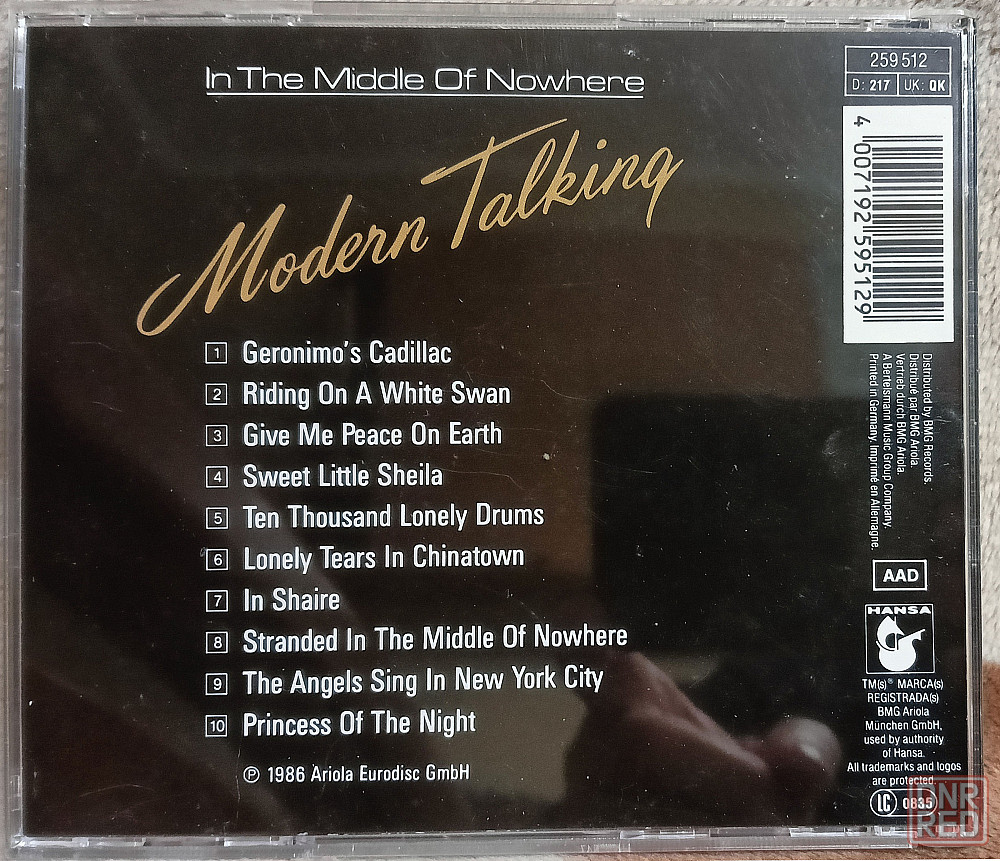 In The Middle Of Nowhere
Modern Talking
1 Geronimo's Cadillac
2 Riding On A White Swan
3 Give Me Peace On Earth
4 Sweet Little Sheila
5 Ten Thousand Lonely Drums
6 Lonely Tears In Chinatown
7 In Shaire
8 Stranded In The Middle Of Nowhere
9 The Angels Sing In New York City
10 Princess Of The Night
℗ 1986 Ariola Eurodisc GmbH
259 512
D: 217 UK: QK
4 007192 595129
Distributed by BMG Records.
Distribué par BMG Ariola.
Vertrieb durch BMG Ariola.
A Bertelsmann Music Group Company.
Printed in Germany. Imprimé en Allemagne.
AAD
HANSA
TM(s)® MARCA(s)
REGISTRADA(s)
BMG Ariola
München GmbH,
used by authority
of Hansa.
All trademarks and logos
are protected.
LC 0835
DNR
RED